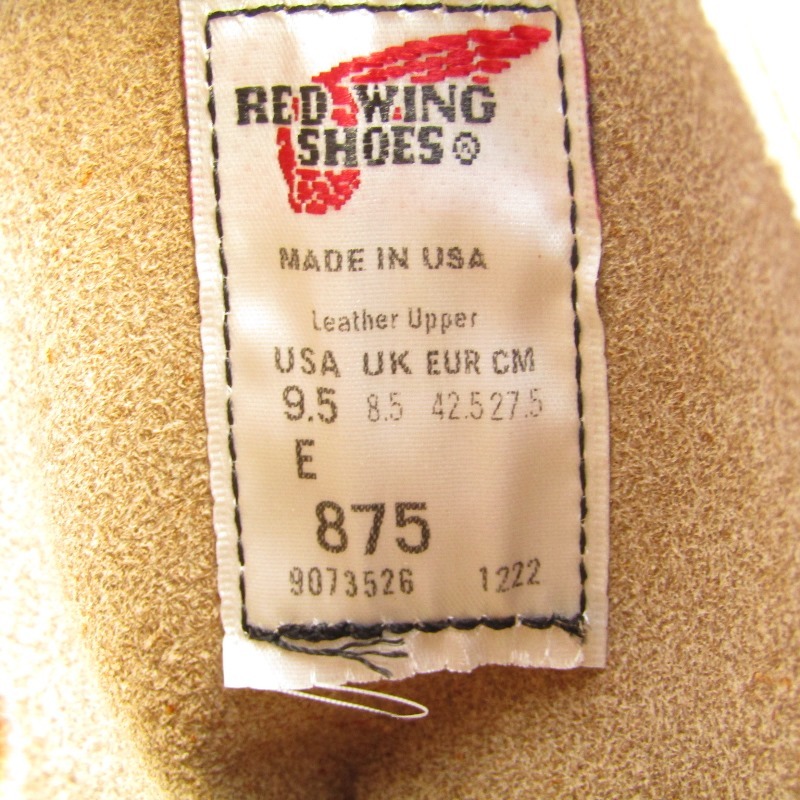 RED WING
SHOES®
MADE IN USA
Leather Upper
USA UK EUR CM
9.5 8.5 42.5 27.5
E
875
9073526 1222